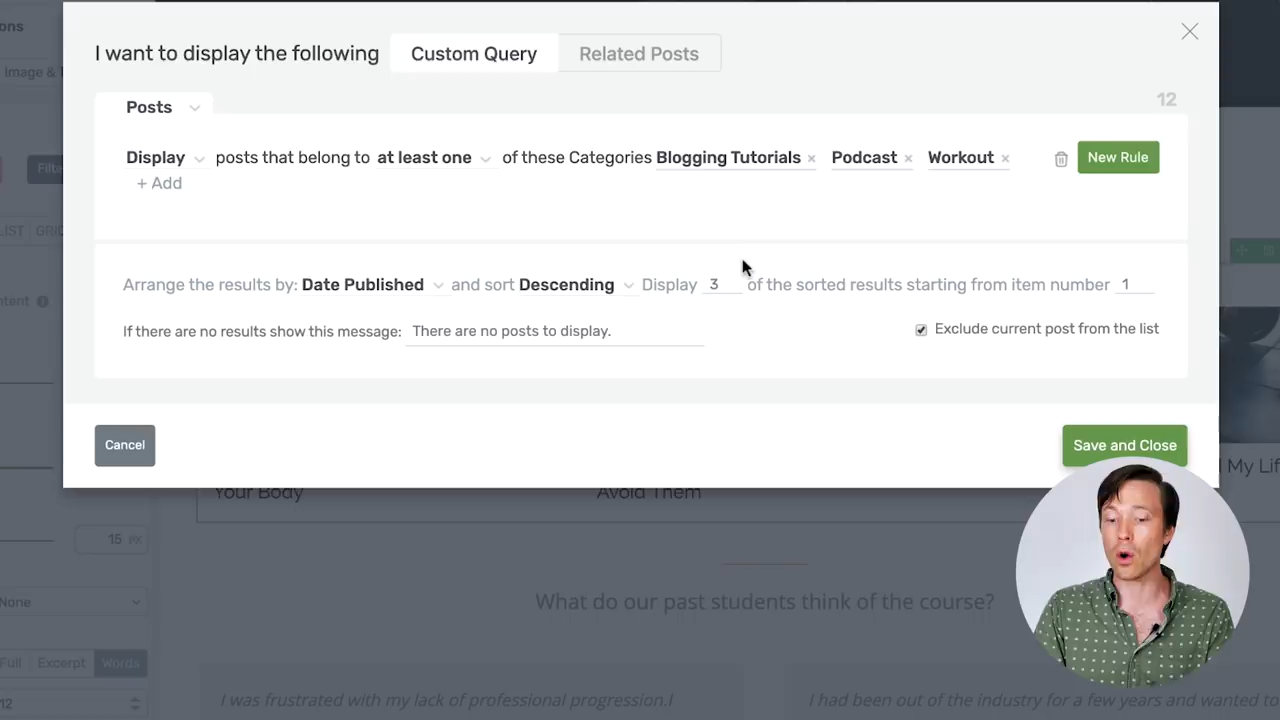 ons
I want to display the following Custom Query Related Posts
Image &
Posts
12
Display posts that belong to at least one of these Categories Blogging Tutorials × Podcast × Workout × New Rule
Filte
+ Add
LIST GRID
Arrange the results by: Date Published and sort Descending Display 3 of the sorted results starting from item number 1
ntent
If there are no results show this message: There are no posts to display. Exclude current post from the list
Cancel Save and Close
My Lif
Your Body Avoid Them
15 PX
None
What do our past students think of the course?
Full Excerpt Words
12
I was frustrated with my lack of professional progression. I I had been out of the industry for a few years and wanted to